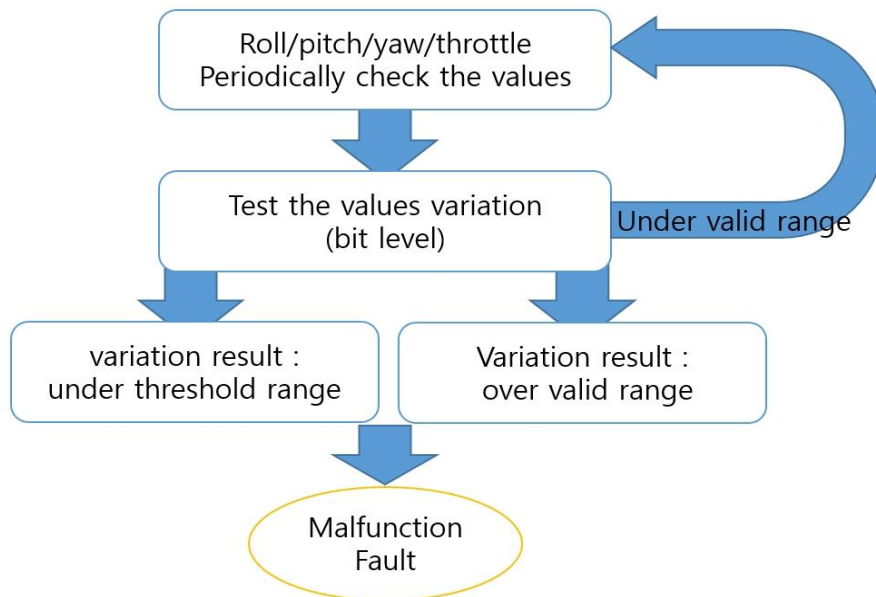 Roll/pitch/yaw/throttle
Periodically check the values
Test the values variation
(bit level)
Under valid range
variation result :
under threshold range
Variation result :
over valid range
Malfunction
Fault